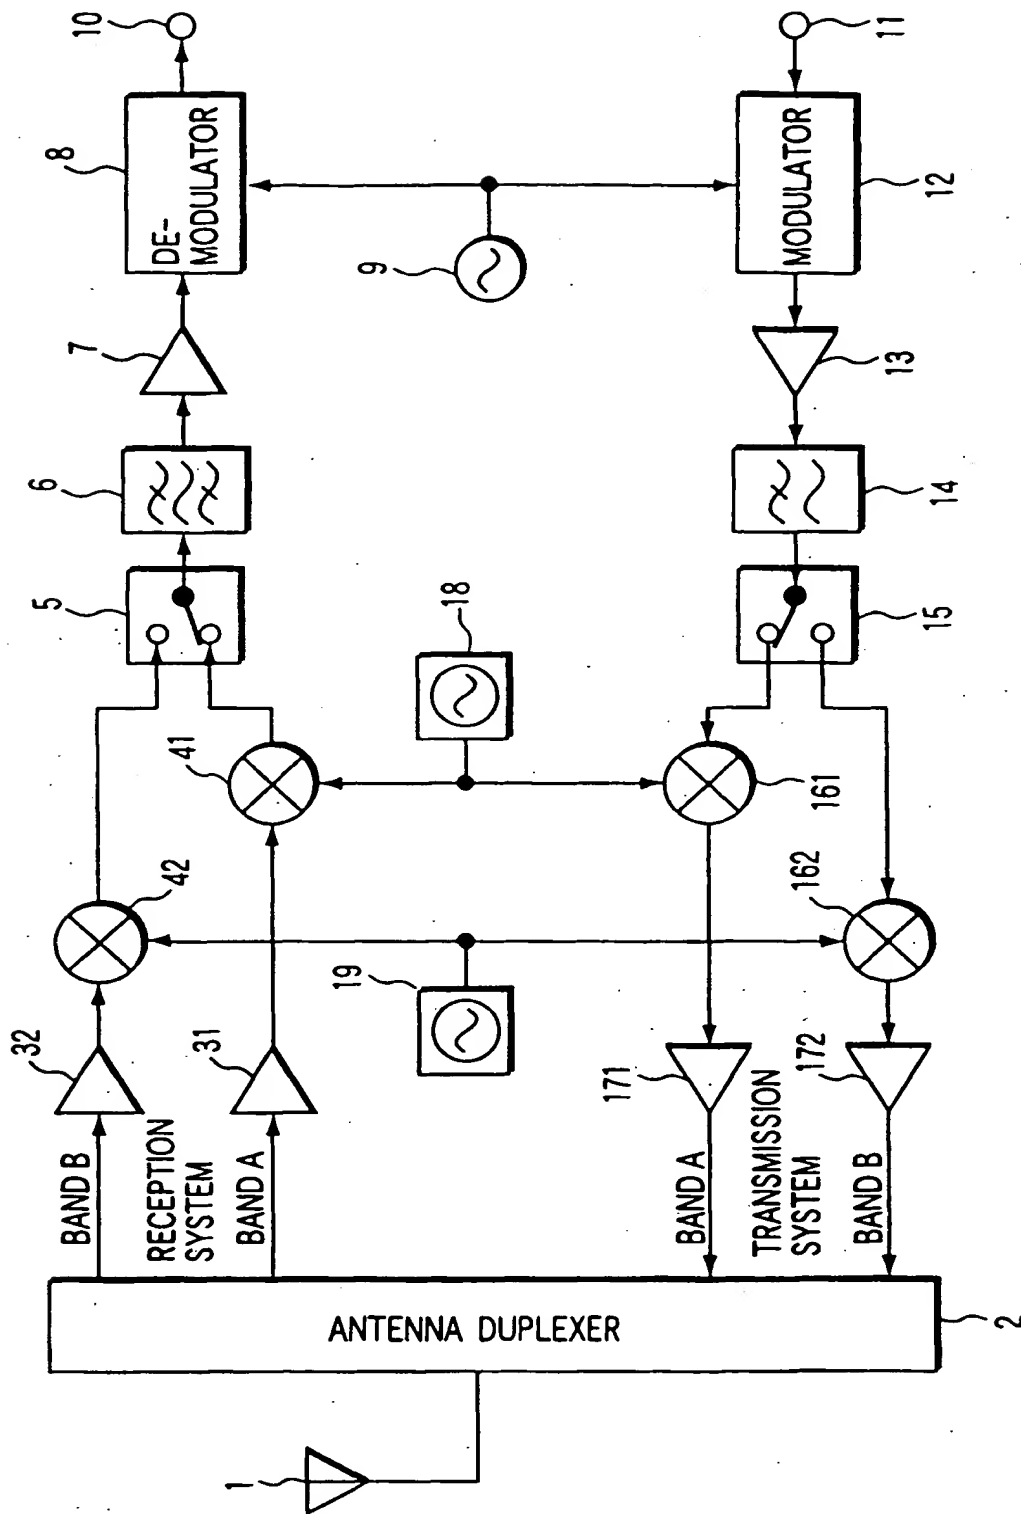 1
ANTENNA DUPLEXER
2
BAND B
RECEPTION
SYSTEM
BAND A
BAND A
TRANSMISSION
SYSTEM
BAND B
32
31
171
172
42
41
19
18
161
162
5
6
7
8
DE-
MODULATOR
10
9
15
14
13
MODULATOR
12
11